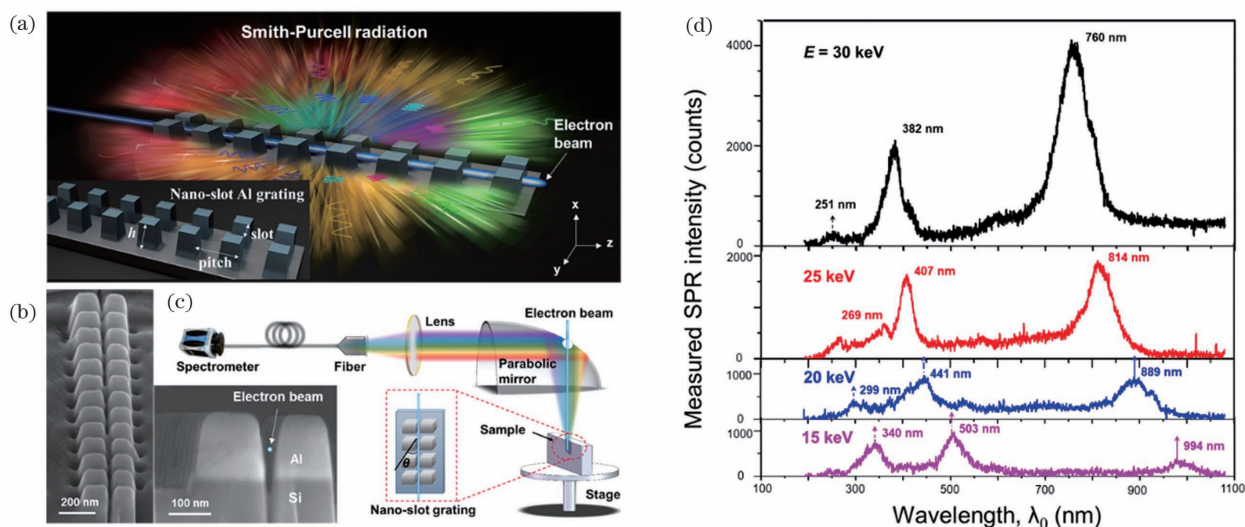 (a)
Smith-Purcell radiation
Electron
beam
Nano-slot Al grating
h
slot
pitch
x
z
y
(b)
200 nm
(c)
Lens
Electron beam
Spectrometer
Fiber
Parabolic
mirror
Electron beam
Al
Si
100 nm
θ
Sample
Nano-slot grating
Stage
(d)
Measured SPR intensity (counts)
4000
2000
0
E = 30 keV
251 nm
382 nm
760 nm
2000
0
25 keV
269 nm
407 nm
814 nm
1000
0
20 keV
299 nm
441 nm
889 nm
1000
0
15 keV
340 nm
503 nm
994 nm
100 300 500 700 900 1100
Wavelength, λ0 (nm)